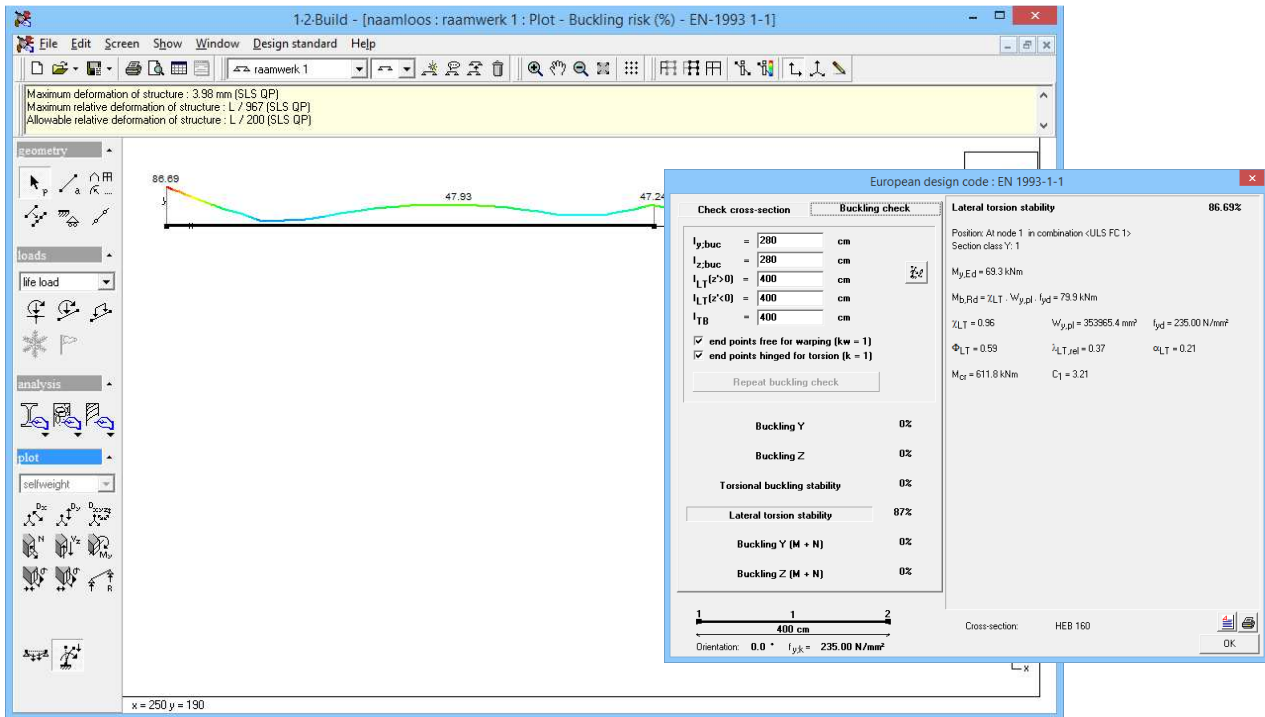 1·2·Build - [naamloos : raamwerk 1 : Plot - Buckling risk (%) - EN-1993 1-1]
File Edit Screen Show Window Design standard Help
raamwerk 1
Maximum deformation of structure : 3.98 mm (SLS QP)
Maximum relative deformation of structure : L / 967 (SLS QP)
Allowable relative deformation of structure : L / 200 (SLS QP)
geometry
P
a
loads
life load
analysis
plot
selfweight
Dx
Dy
Dxyz
N
Vz
My
σ
σ
R
86.69
y
47.93
47.24
x
x = 250 y = 190
European design code : EN 1993-1-1
Check cross-section Buckling check
ly;buc = 280 cm
lz;buc = 280 cm
lLT(z'>0) = 400 cm
lLT(z'<0) = 400 cm
lTB = 400 cm
end points free for warping (kw = 1)
end points hinged for torsion (k = 1)
Repeat buckling check
Buckling Y 0%
Buckling Z 0%
Torsional buckling stability 0%
Lateral torsion stability 87%
Buckling Y (M + N) 0%
Buckling Z (M + N) 0%
1 1 2
400 cm
Orientation: 0.0 ° fy;k = 235.00 N/mm²
Lateral torsion stability 86.69%
Position: At node 1 in combination <ULS FC 1>
Section class Y: 1
My,Ed = 69.3 kNm
Mb,Rd = χLT . Wy,pl . fyd = 79.9 kNm
χLT = 0.96 Wy,pl = 353965.4 mm³ fyd = 235.00 N/mm²
ΦLT = 0.59 λLT,rel = 0.37 αLT = 0.21
Mcr = 611.8 kNm C1 = 3.21
Cross-section: HEB 160
OK